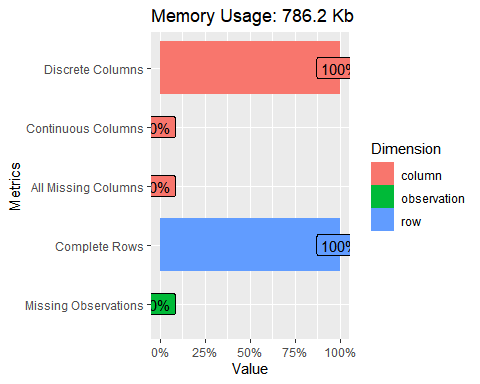 Memory Usage: 786.2 Kb
Discrete Columns
100%
Continuous Columns
0%
All Missing Columns
0%
Complete Rows
100%
Missing Observations
0%
0%
25%
50%
75%
100%
Value
Metrics
Dimension
column
observation
row